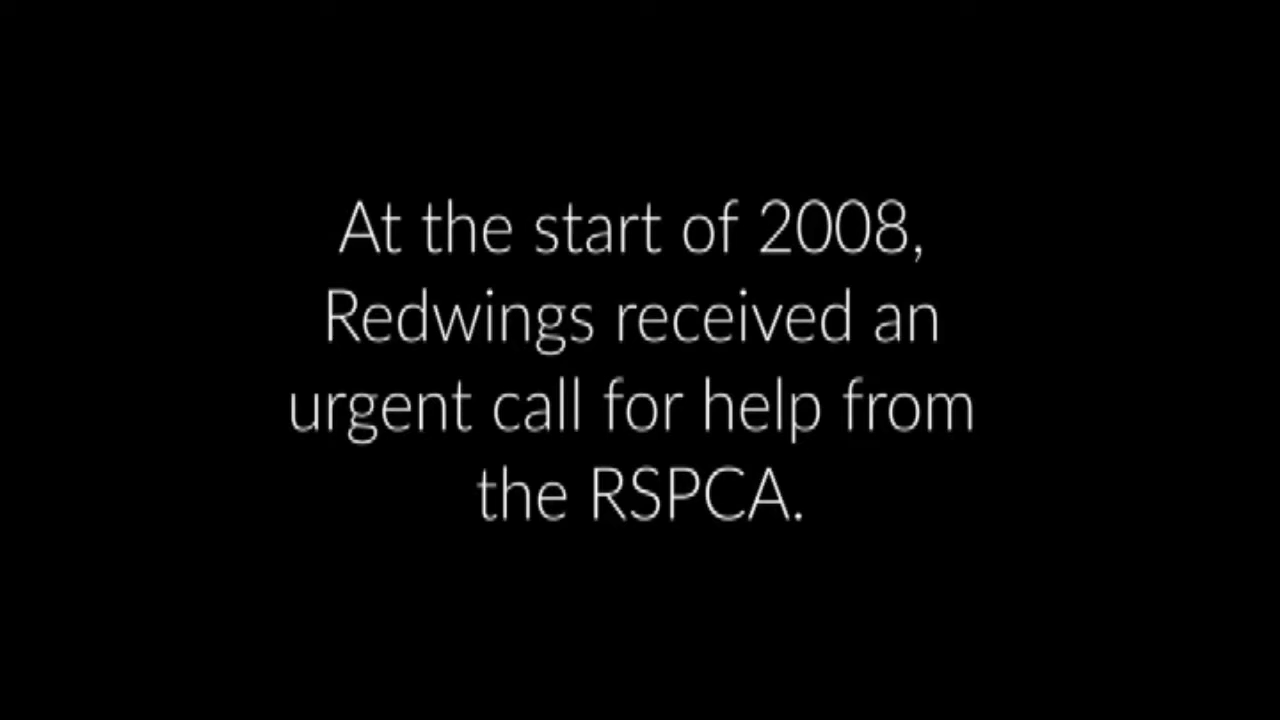 At the start of 2008,
Redwings received an
urgent call for help from
the RSPCA.